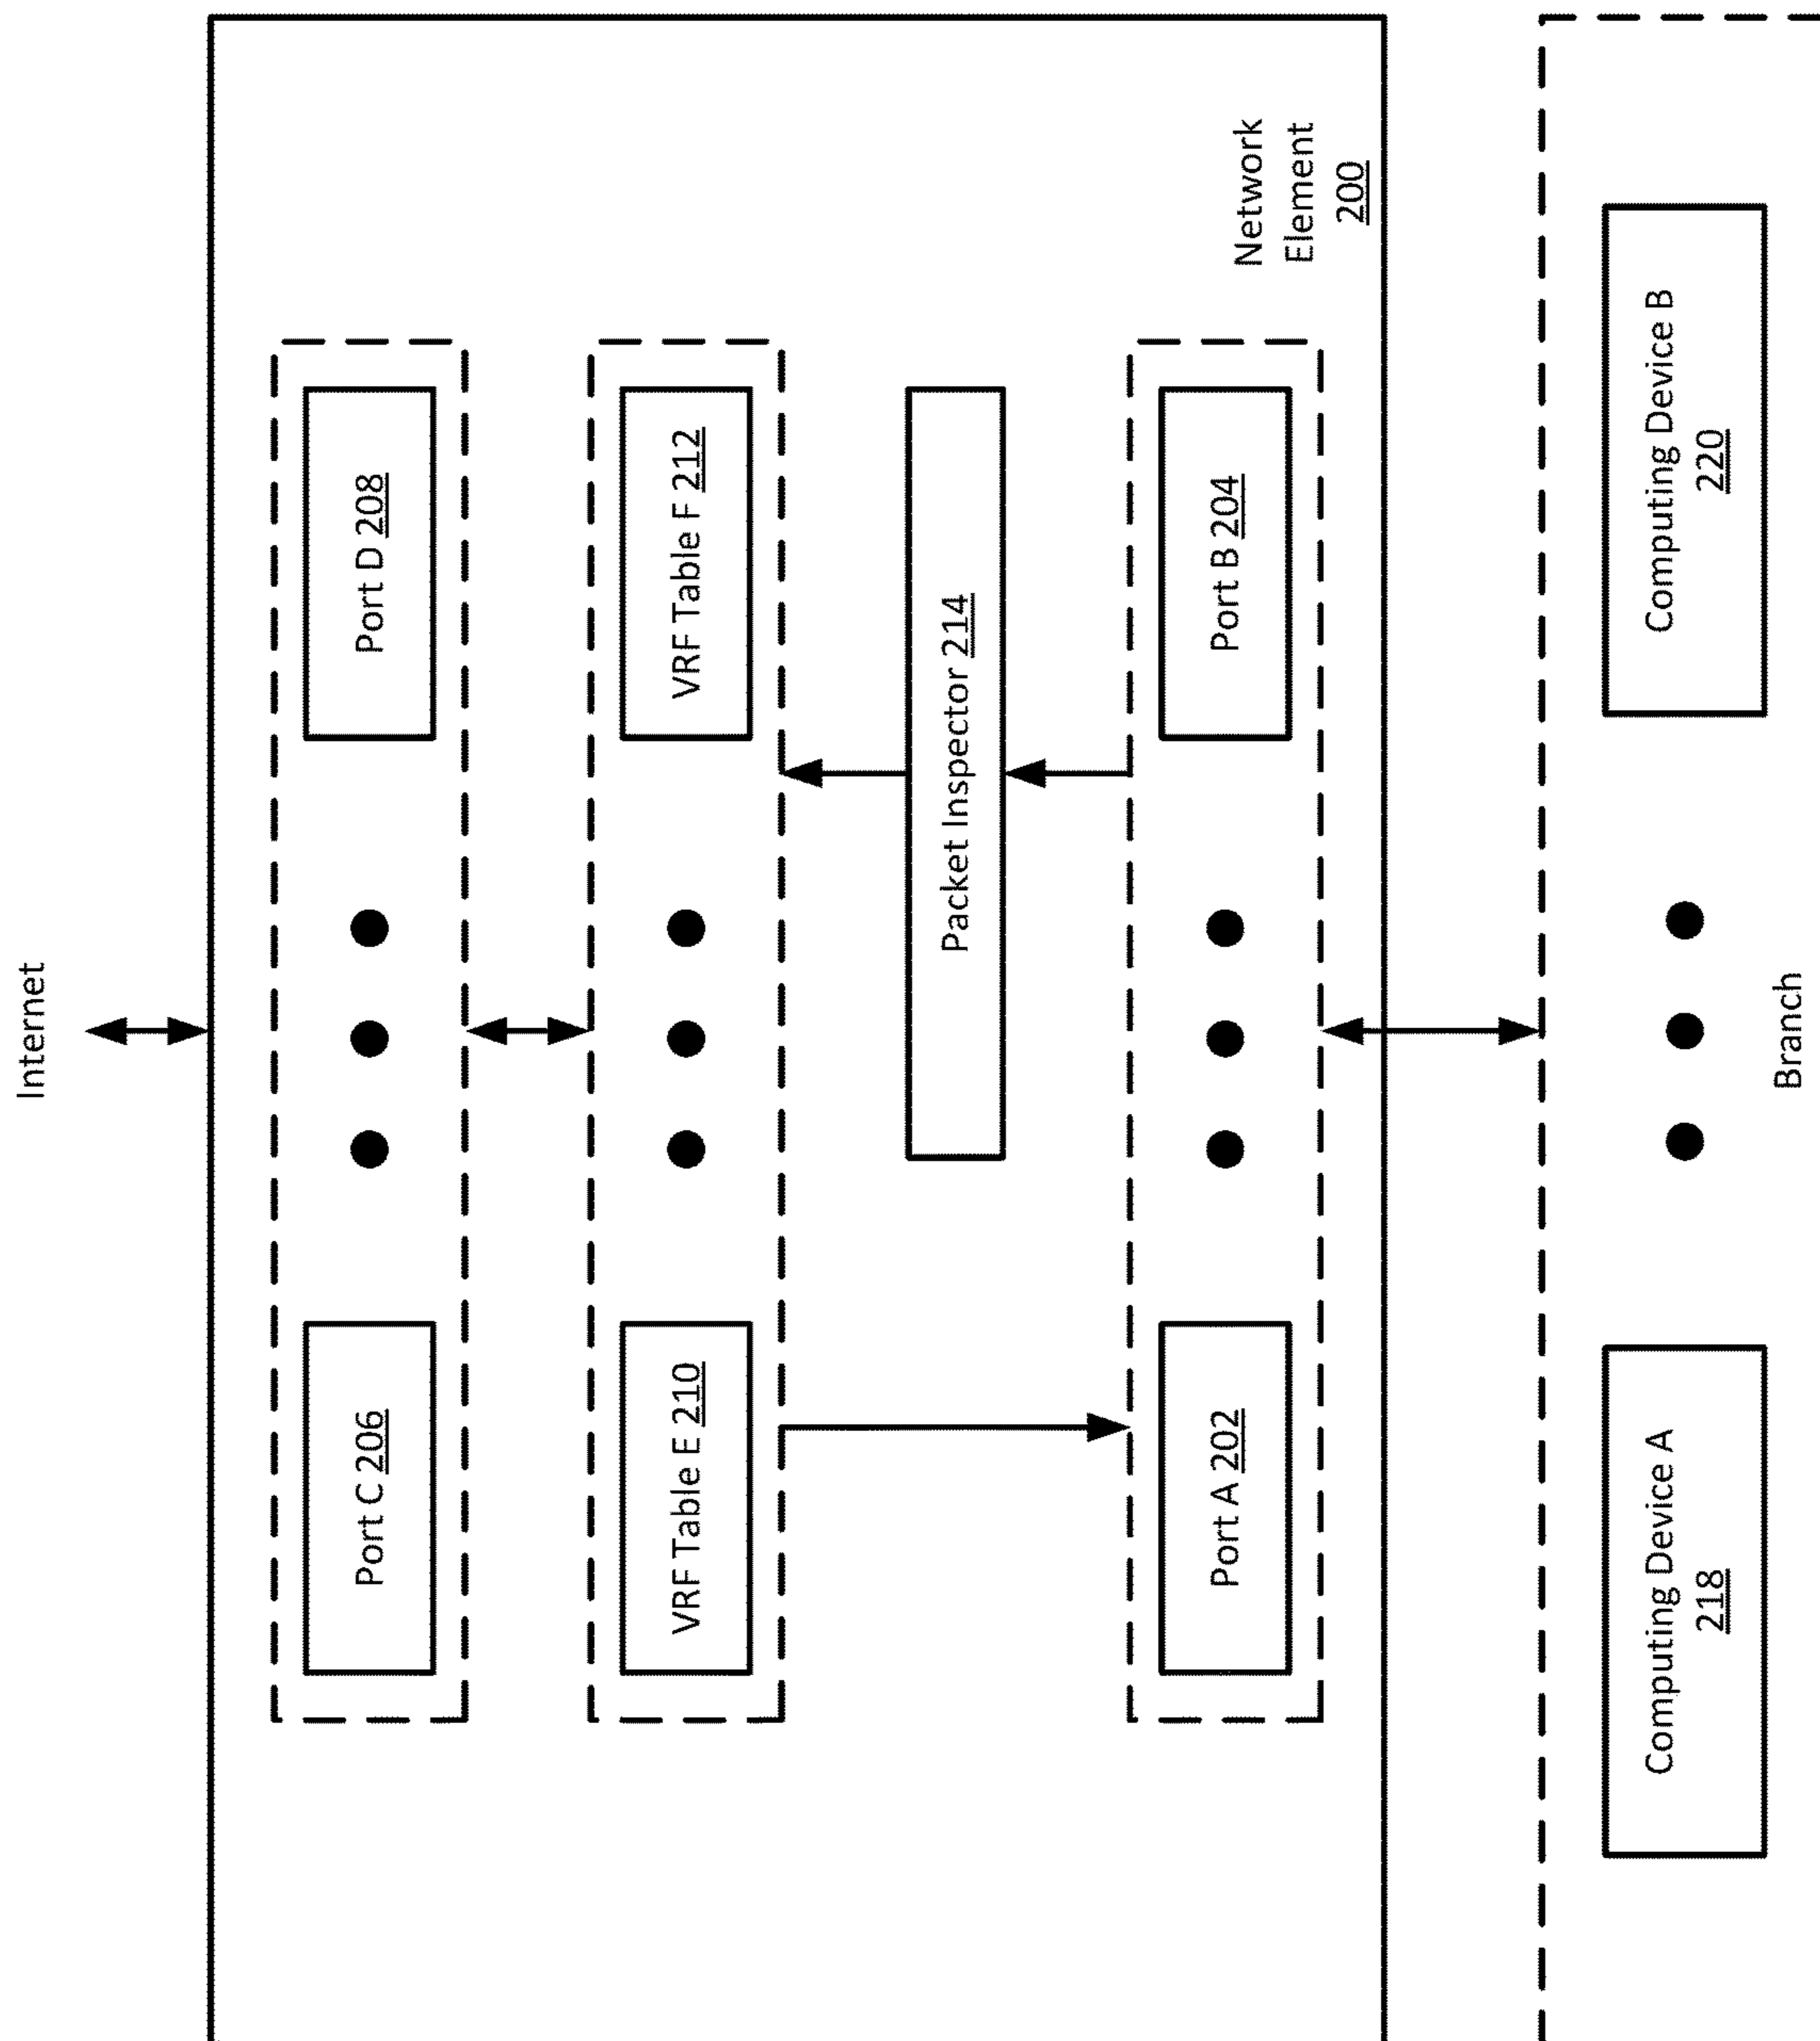 Internet
Port C 206
Port D 208
VRF Table E 210
VRF Table F 212
Packet Inspector 214
Port A 202
Port B 204
Network
Element
200
Computing Device A
218
Computing Device B
220
Branch